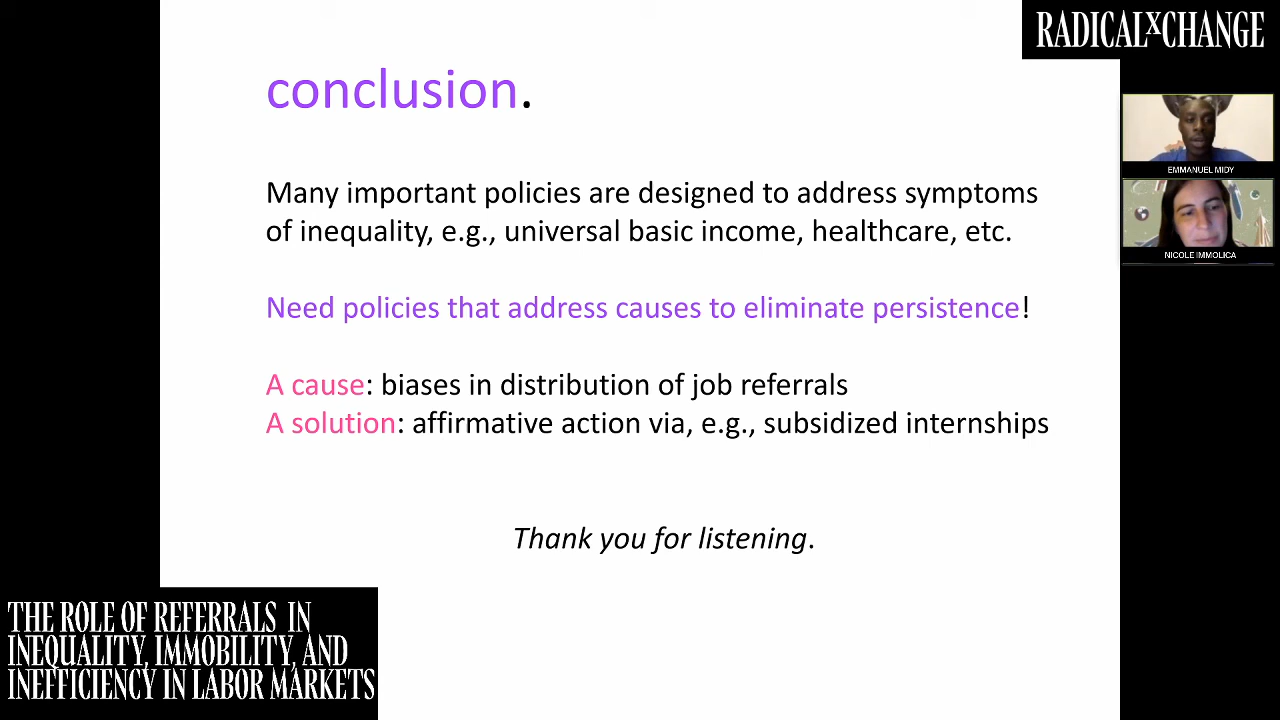 RADICALXCHANGE
conclusion.
Many important policies are designed to address symptoms
of inequality, e.g., universal basic income, healthcare, etc.
Need policies that address causes to eliminate persistence!
A cause: biases in distribution of job referrals
A solution: affirmative action via, e.g., subsidized internships
Thank you for listening.
EMMANUEL MIDY
NICOLE IMMOLICA
THE ROLE OF REFERRALS IN
INEQUALITY, IMMOBILITY, AND
INEFFICIENCY IN LABOR MARKETS